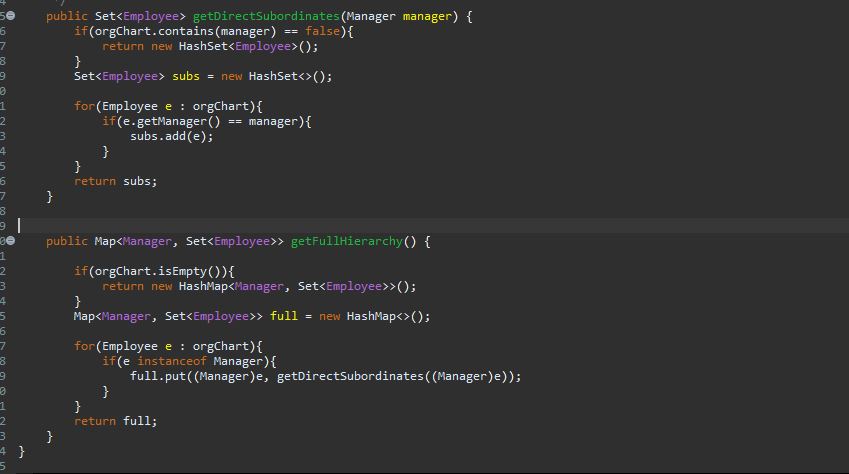 4 */
5 public Set<Employee> getDirectSubordinates(Manager manager) {
6 if(orgChart.contains(manager) == false){
7 return new HashSet<Employee>();
8 }
9 Set<Employee> subs = new HashSet<>();
0
1 for(Employee e : orgChart){
2 if(e.getManager() == manager){
3 subs.add(e);
4 }
5 }
6 return subs;
7 }
8
9
0 public Map<Manager, Set<Employee>> getFullHierarchy() {
1
2 if(orgChart.isEmpty()){
3 return new HashMap<Manager, Set<Employee>>();
4 }
5 Map<Manager, Set<Employee>> full = new HashMap<>();
6
7 for(Employee e : orgChart){
8 if(e instanceof Manager){
9 full.put((Manager)e, getDirectSubordinates((Manager)e));
0 }
1 }
2 return full;
3 }
4 }
5